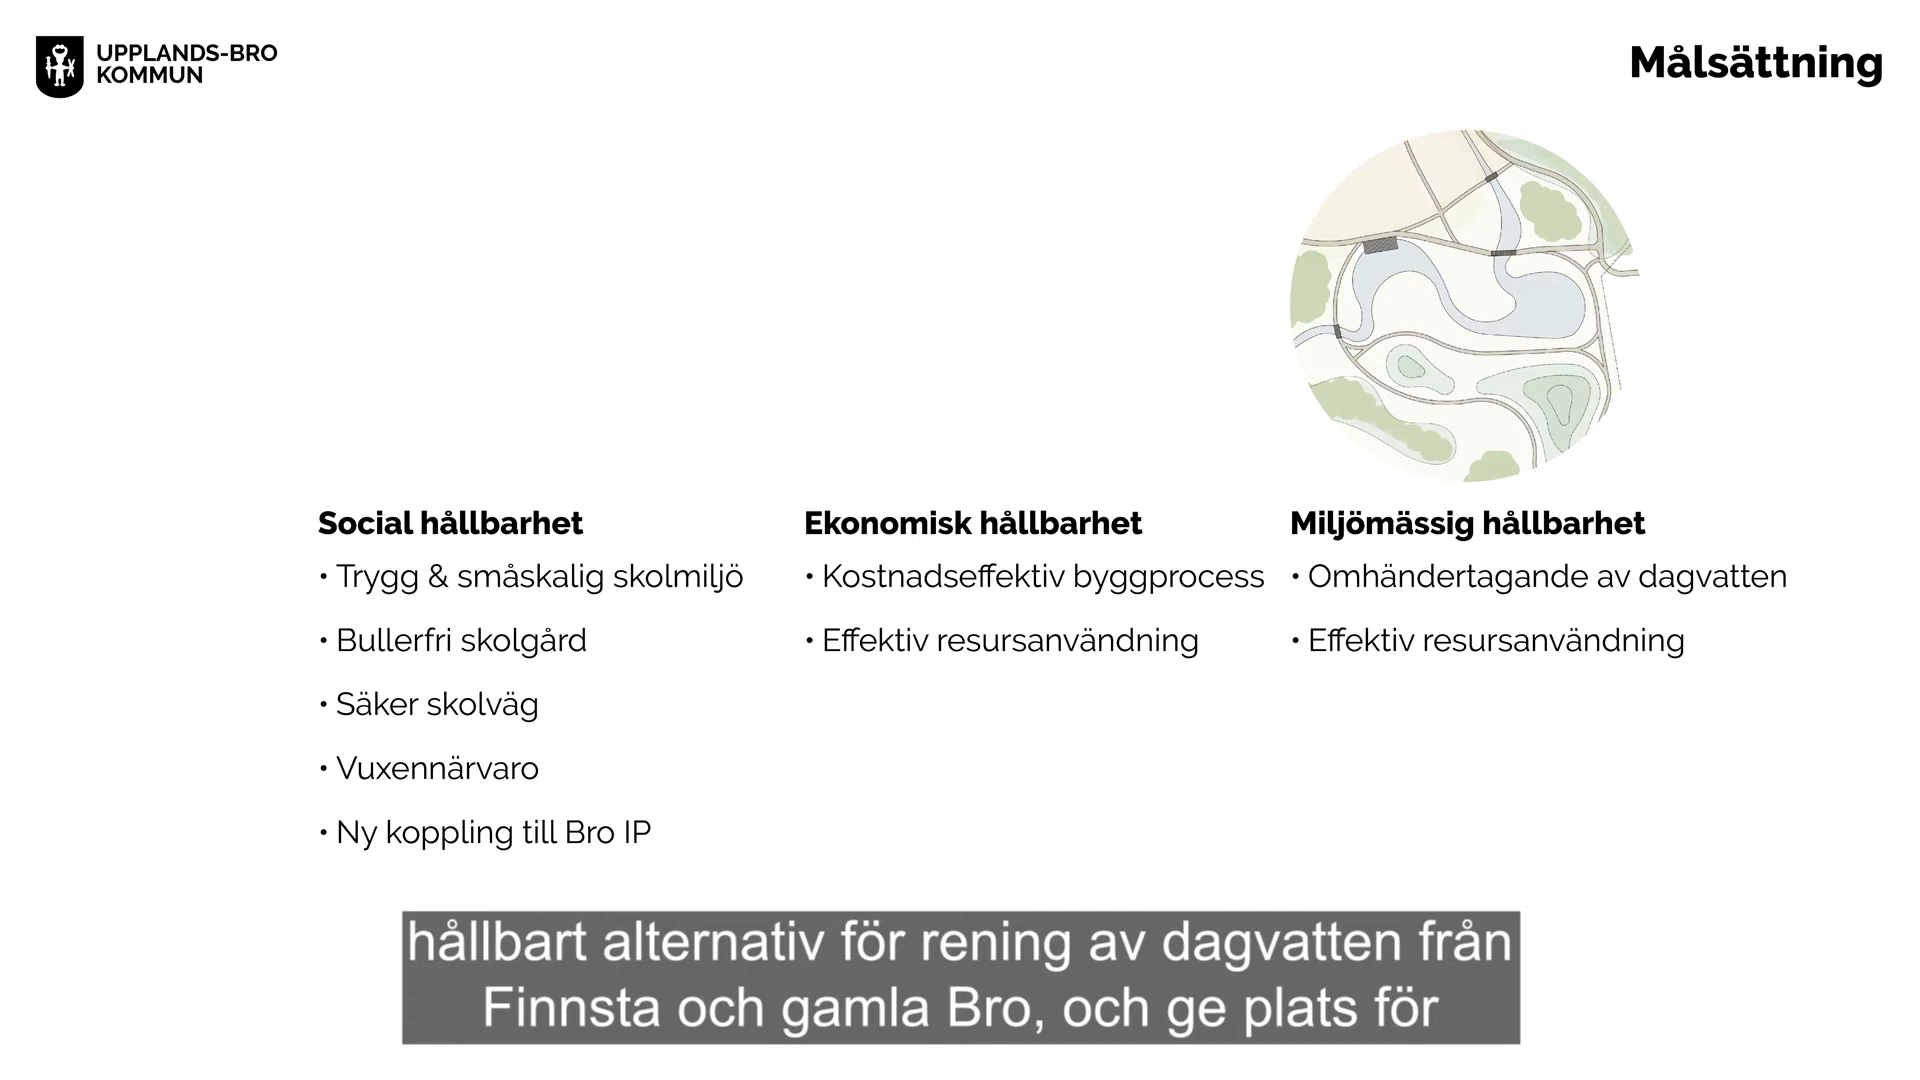 UPPLANDS-BRO
KOMMUN
Målsättning
Social hållbarhet
• Trygg & småskalig skolmiljö
• Bullerfri skolgård
• Säker skolväg
• Vuxennärvaro
• Ny koppling till Bro IP
Ekonomisk hållbarhet
• Kostnadseffektiv byggprocess
• Effektiv resursanvändning
Miljömässig hållbarhet
• Omhändertagande av dagvatten
• Effektiv resursanvändning
hållbart alternativ för rening av dagvatten från
Finnsta och gamla Bro, och ge plats för